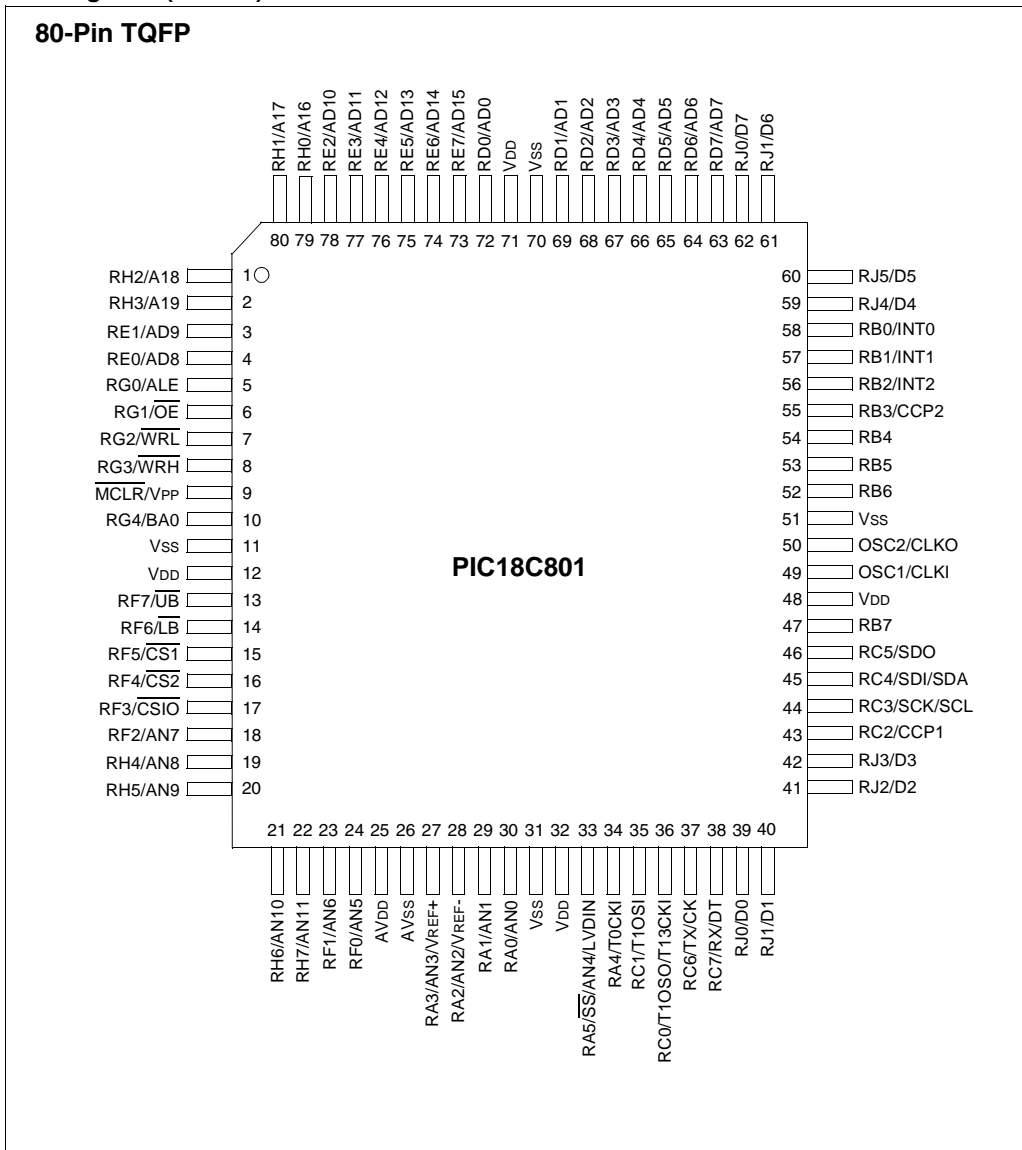 80-Pin TQFP
RH1/A17
RH0/A16
RE2/AD10
RE3/AD11
RE4/AD12
RE5/AD13
RE6/AD14
RE7/AD15
RD0/AD0
VDD
VSS
RD1/AD1
RD2/AD2
RD3/AD3
RD4/AD4
RD5/AD5
RD6/AD6
RD7/AD7
RJ0/D7
RJ1/D6
80 79 78 77 76 75 74 73 72 71 70 69 68 67 66 65 64 63 62 61
RH2/A18 1
RH3/A19 2
RE1/AD9 3
RE0/AD8 4
RG0/ALE 5
RG1/OE 6
RG2/WRL 7
RG3/WRH 8
MCLR/VPP 9
RG4/BA0 10
VSS 11
VDD 12
RF7/UB 13
RF6/LB 14
RF5/CS1 15
RF4/CS2 16
RF3/CSIO 17
RF2/AN7 18
RH4/AN8 19
RH5/AN9 20
PIC18C801
60 RJ5/D5
59 RJ4/D4
58 RB0/INT0
57 RB1/INT1
56 RB2/INT2
55 RB3/CCP2
54 RB4
53 RB5
52 RB6
51 VSS
50 OSC2/CLKO
49 OSC1/CLKI
48 VDD
47 RB7
46 RC5/SDO
45 RC4/SDI/SDA
44 RC3/SCK/SCL
43 RC2/CCP1
42 RJ3/D3
41 RJ2/D2
21 22 23 24 25 26 27 28 29 30 31 32 33 34 35 36 37 38 39 40
RH6/AN10
RH7/AN11
RF1/AN6
RF0/AN5
AVDD
AVSS
RA3/AN3/VREF+
RA2/AN2/VREF-
RA1/AN1
RA0/AN0
VSS
VDD
RA5/SS/AN4/LVDIN
RA4/T0CKI
RC1/T1OSI
RC0/T1OSO/T13CKI
RC6/TX/CK
RC7/RX/DT
RJ0/D0
RJ1/D1